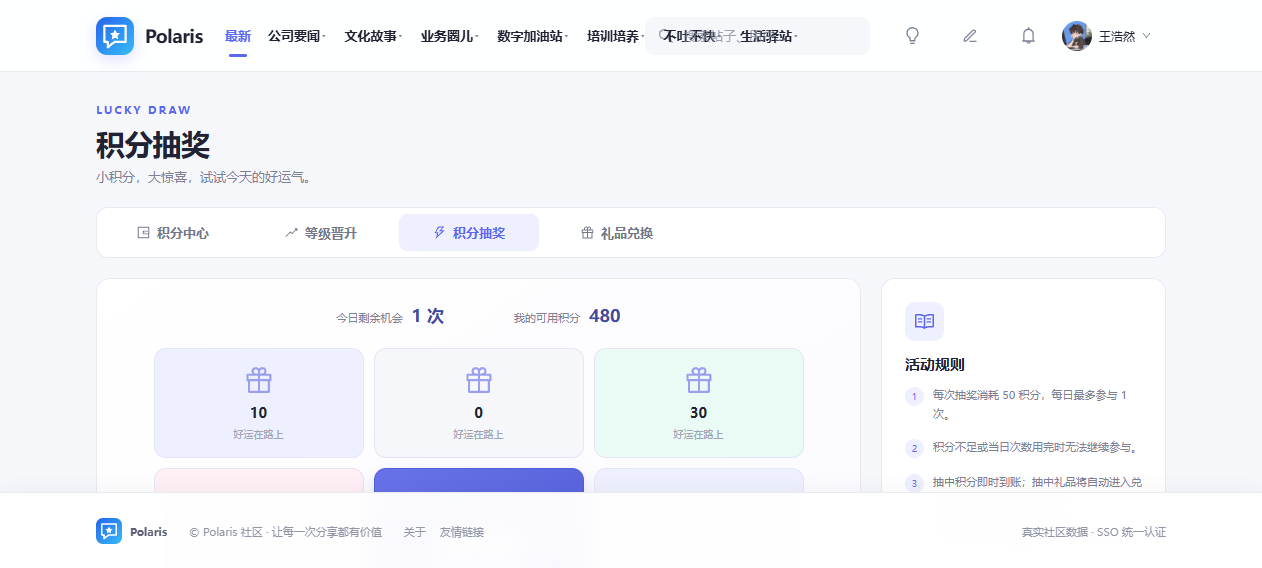 Polaris
最新 公司要闻 文化故事 业务圈儿 数字加油站 培训培养 不吐不快 生活驿站 王浩然
LUCKY DRAW
积分抽奖
小积分，大惊喜，试试今天的好运气。
积分中心 等级晋升 积分抽奖 礼品兑换
今日剩余机会 1 次 我的可用积分 480
10 0 30
好运在路上 好运在路上 好运在路上
活动规则
1 每次抽奖消耗 50 积分，每日最多参与 1
次。
2 积分不足或当日次数用完时无法继续参与。
3 抽中积分即时到账；抽中礼品将自动进入兑
Polaris © Polaris 社区 · 让每一次分享都有价值 关于 友情链接 真实社区数据 · SSO 统一认证